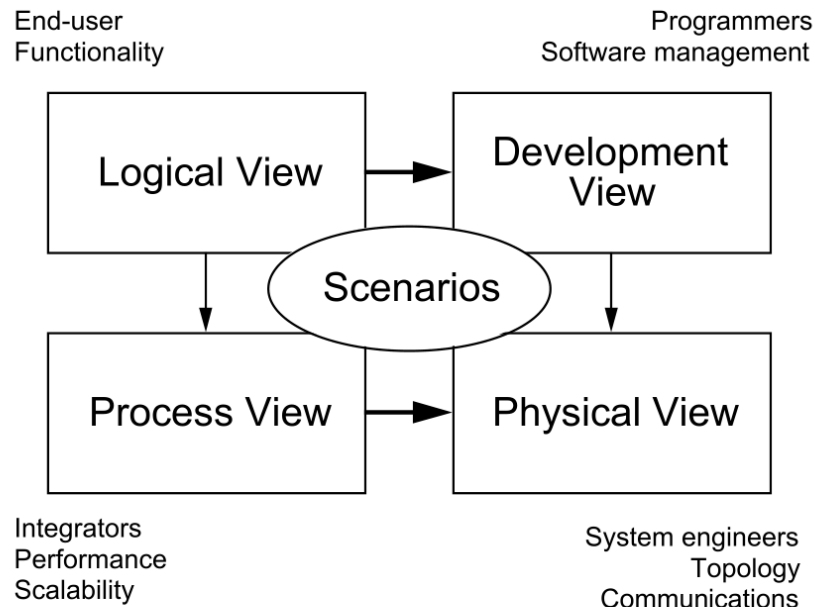 End-user
Functionality
Programmers
Software management
Logical View
Development
View
Scenarios
Process View
Physical View
Integrators
Performance
Scalability
System engineers
Topology
Communications